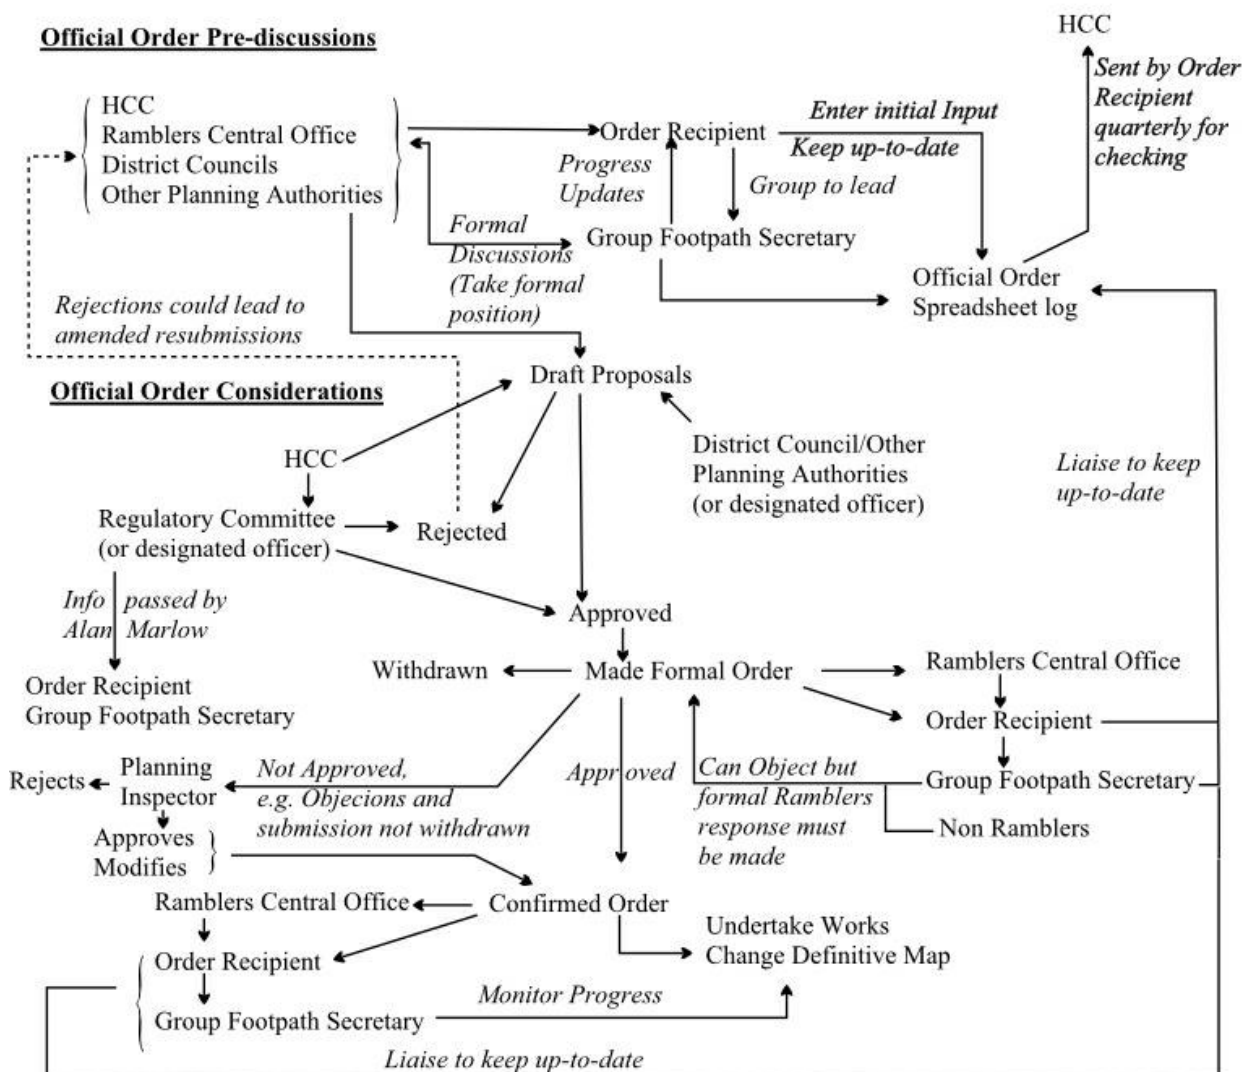 HCC
Official Order Pre-discussions
Sent by Order
Recipient
quarterly for
checking
HCC
Ramblers Central Office
District Councils
Other Planning Authorities
Order Recipient
Enter initial Input
Keep up-to-date
Progress
Updates
Group to lead
Formal
Discussions
(Take formal
position)
Group Footpath Secretary
Official Order
Spreadsheet log
Rejections could lead to
amended resubmissions
Draft Proposals
Official Order Considerations
HCC
District Council/Other
Planning Authorities
(or designated officer)
Liaise to keep
up-to-date
Regulatory Committee
(or designated officer)
Rejected
Info passed by
Alan Marlow
Approved
Order Recipient
Group Footpath Secretary
Withdrawn
Made Formal Order
Ramblers Central Office
Order Recipient
Group Footpath Secretary
Non Ramblers
Rejects
Planning
Inspector
Not Approved,
e.g. Objecions and
submission not withdrawn
Approved
Can Object but
formal Ramblers
response must
be made
Approves
Modifies
Ramblers Central Office
Confirmed Order
Undertake Works
Change Definitive Map
Order Recipient
Group Footpath Secretary
Monitor Progress
Liaise to keep up-to-date